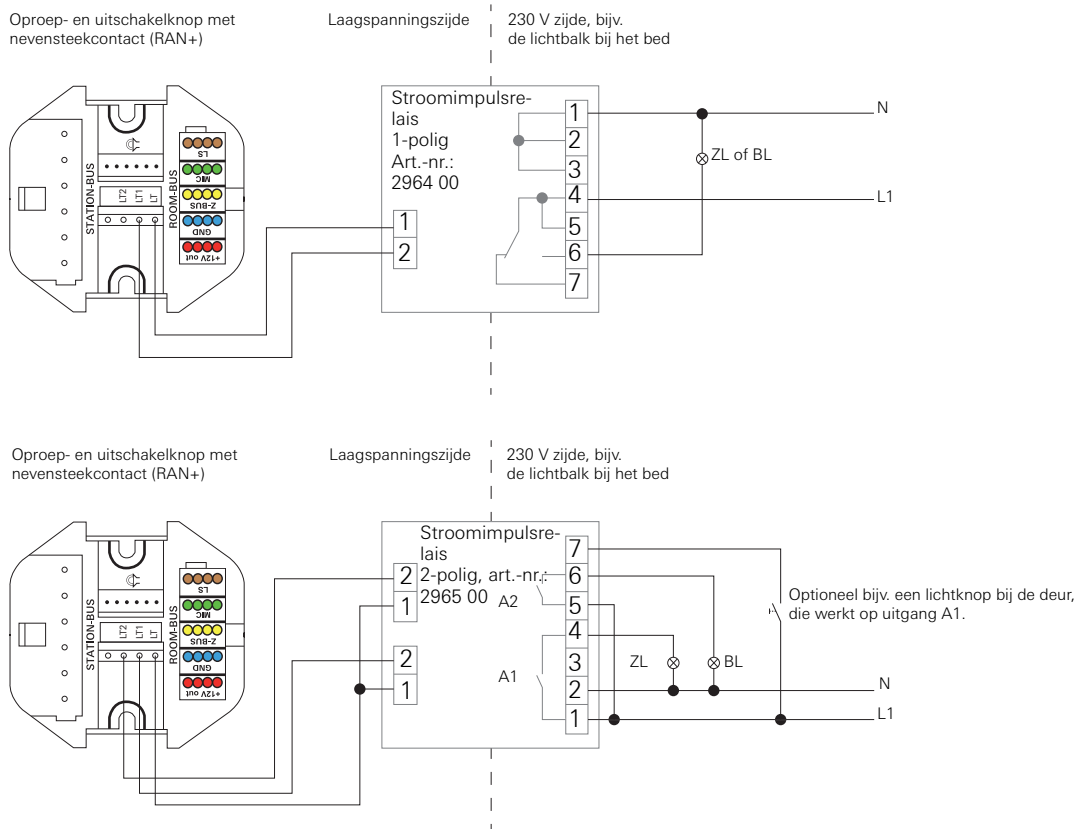 Oproep- en uitschakelknop met
nevensteekcontact (RAN+)
Laagspanningszijde
230 V zijde, bijv.
de lichtbalk bij het bed
STATION-BUS
LT2
LT1
LT
ROOM-BUS
LS
MIC
Z-BUS
GND
+12V out
1
2
Stroomimpulsre-
lais
1-polig
Art.-nr.:
2964 00
1
2
3
4
5
6
7
N
ZL of BL
L1
Oproep- en uitschakelknop met
nevensteekcontact (RAN+)
Laagspanningszijde
230 V zijde, bijv.
de lichtbalk bij het bed
STATION-BUS
LT2
LT1
LT
ROOM-BUS
LS
MIC
Z-BUS
GND
+12V out
2
1
2
1
Stroomimpulsre-
lais
2-polig, art.-nr.:
2965 00
A2
A1
7
6
5
4
3
2
1
ZL
BL
Optioneel bijv. een lichtknop bij de deur,
die werkt op uitgang A1.
N
L1